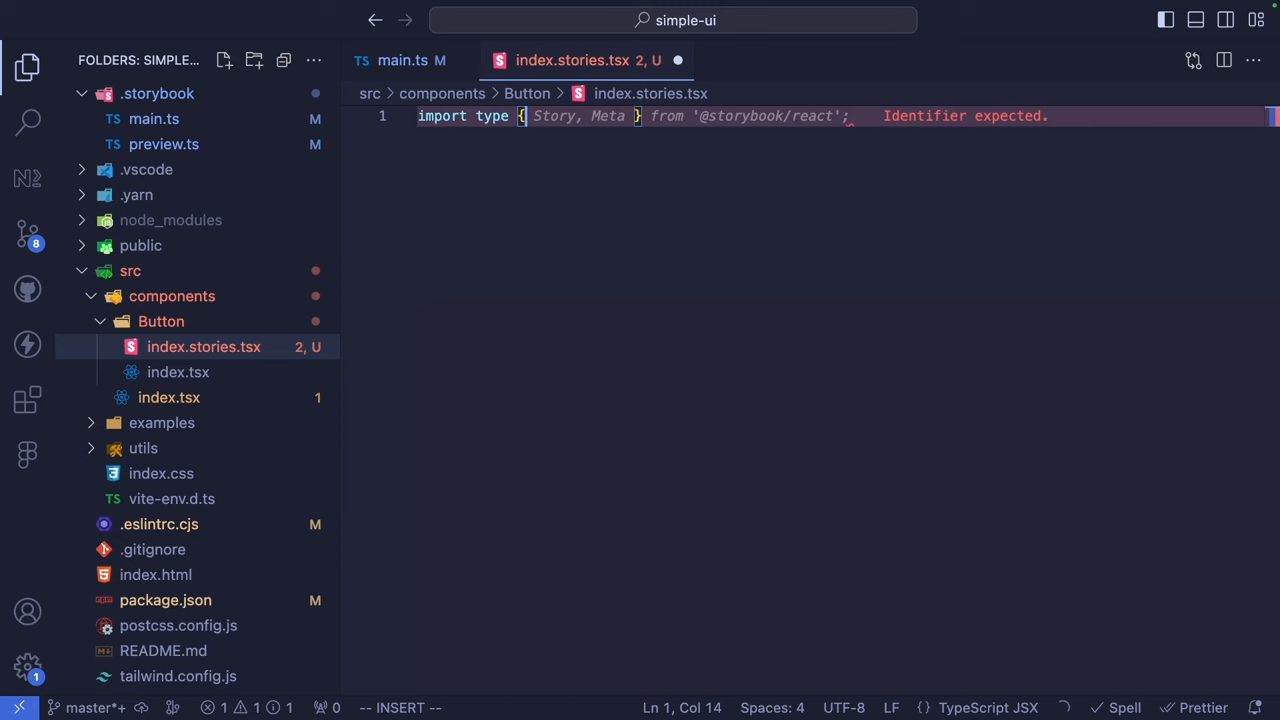 simple-ui
FOLDERS: SIMPLE...
TS main.ts M
index.stories.tsx 2, U
src > components > Button > index.stories.tsx
1 import type { Story, Meta } from '@storybook/react'; Identifier expected.
.storybook
TS main.ts M
TS preview.ts M
.vscode
.yarn
node_modules
public
src
components
Button
index.stories.tsx 2, U
index.tsx
index.tsx 1
examples
utils
index.css
TS vite-env.d.ts
.eslintrc.cjs M
.gitignore
index.html
package.json M
postcss.config.js
README.md
tailwind.config.js
8
1
master*+ 1 1 1 0 -- INSERT -- Ln 1, Col 14 Spaces: 4 UTF-8 LF {} TypeScript JSX Spell Prettier